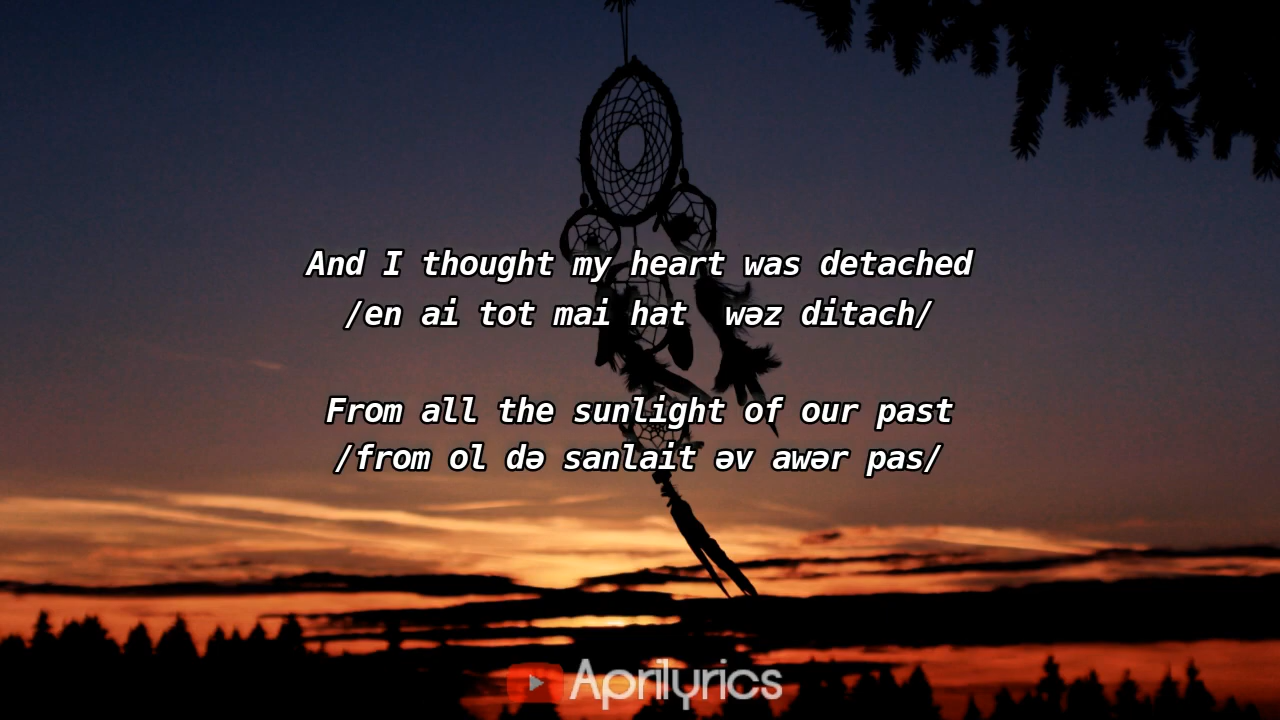 And I thought my heart was detached
/en ai tot mai hat  wəz ditach/
From all the sunlight of our past
/from ol də sanlait əv awər pas/
Aprilyrics